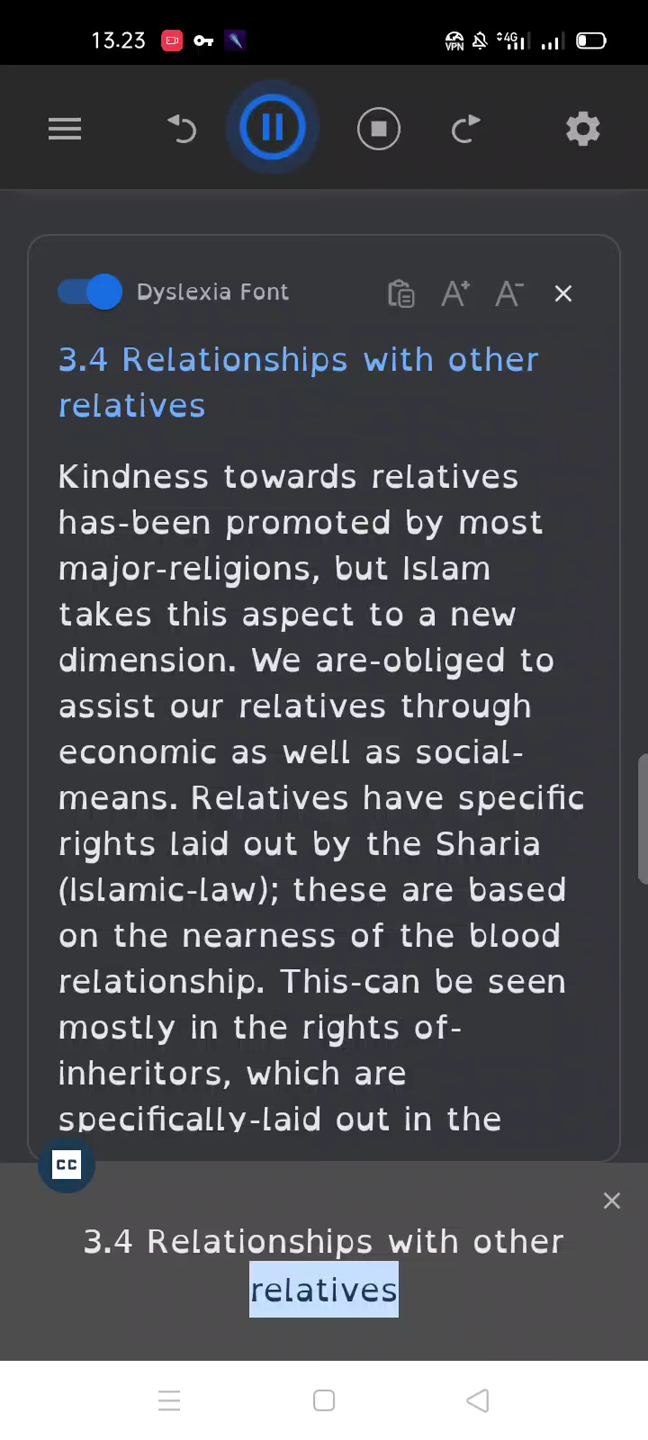 13.23
VPN 4G
Dyslexia Font A+ A-
3.4 Relationships with other
relatives
Kindness towards relatives
has-been promoted by most
major-religions, but Islam
takes this aspect to a new
dimension. We are-obliged to
assist our relatives through
economic as well as social-
means. Relatives have specific
rights laid out by the Sharia
(Islamic-law); these are based
on the nearness of the blood
relationship. This-can be seen
mostly in the rights of-
inheritors, which are
specifically-laid out in the
CC
3.4 Relationships with other
relatives